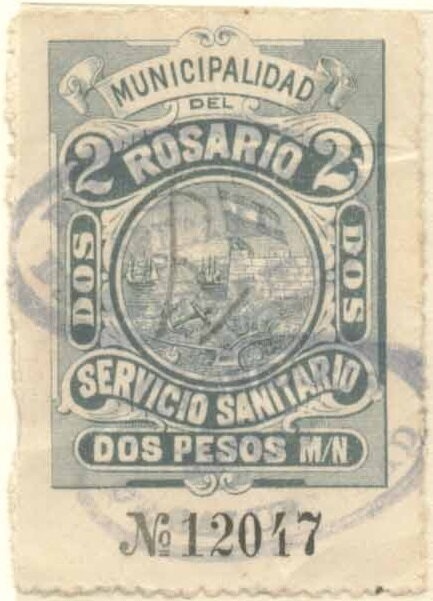 MUNICIPALIDAD
DEL
2 ROSARIO 2
DOS DOS
SERVICIO SANITARIO
DOS PESOS M/N
№ 12047